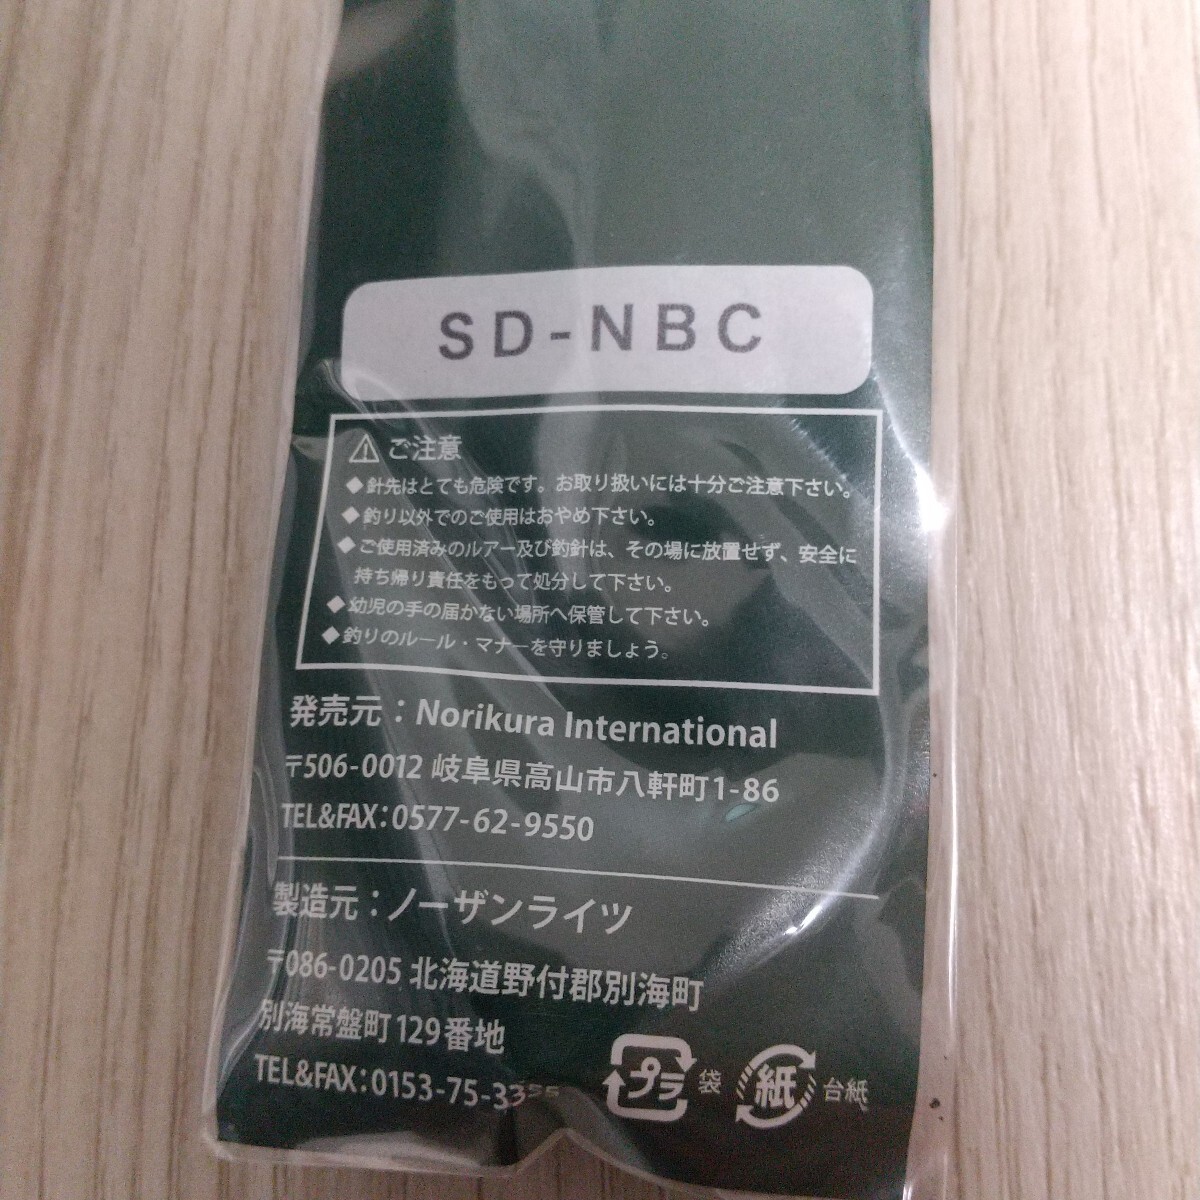 SD-NBC
ご注意
◆針先はとても危険です。お取り扱いには十分ご注意下さい。
◆釣り以外でのご使用はおやめ下さい。
◆ご使用済みのルアー及び釣針は、その場に放置せず、安全に
持ち帰り責任をもって処分して下さい。
◆幼児の手の届かない場所へ保管して下さい。
◆釣りのルール・マナーを守りましょう。
発売元：Norikura International
〒506-0012 岐阜県高山市八軒町1-86
TEL&FAX：0577-62-9550
製造元：ノーザンライツ
〒086-0205 北海道野付郡別海町
別海常盤町129番地
TEL&FAX：0153-75-3355
プラ 袋 紙 台紙